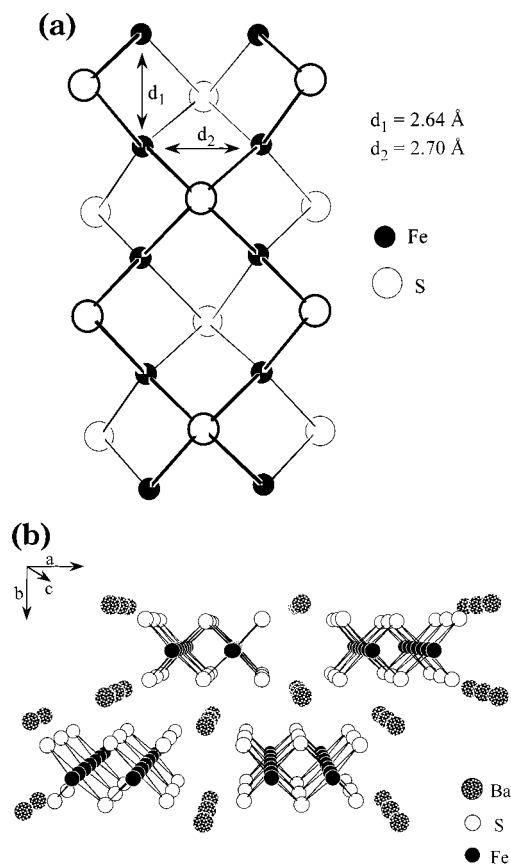 (a)
d1
d2
d1 = 2.64 Å
d2 = 2.70 Å
Fe
S
(b)
a
b
c
Ba
S
Fe